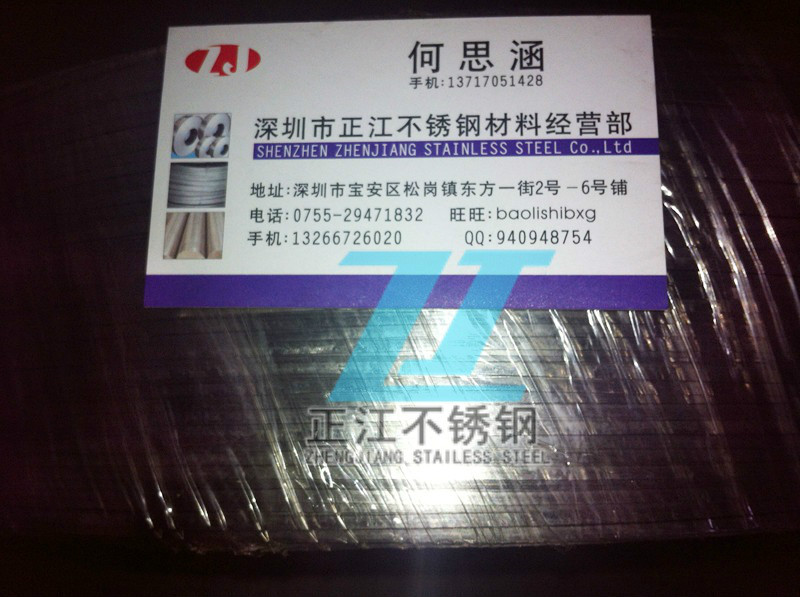 ZJ
何思涵
手机:13717051428
深圳市正江不锈钢材料经营部
SHENZHEN ZHENJIANG STAINLESS STEEL Co.,Ltd
地址:深圳市宝安区松岗镇东方一街2号-6号铺
电话:0755-29471832 旺旺:baolishibxg
手机:13266726020 QQ:940948754
ZJ
正江不锈钢
ZHENGJIANG STAILESS STEEL